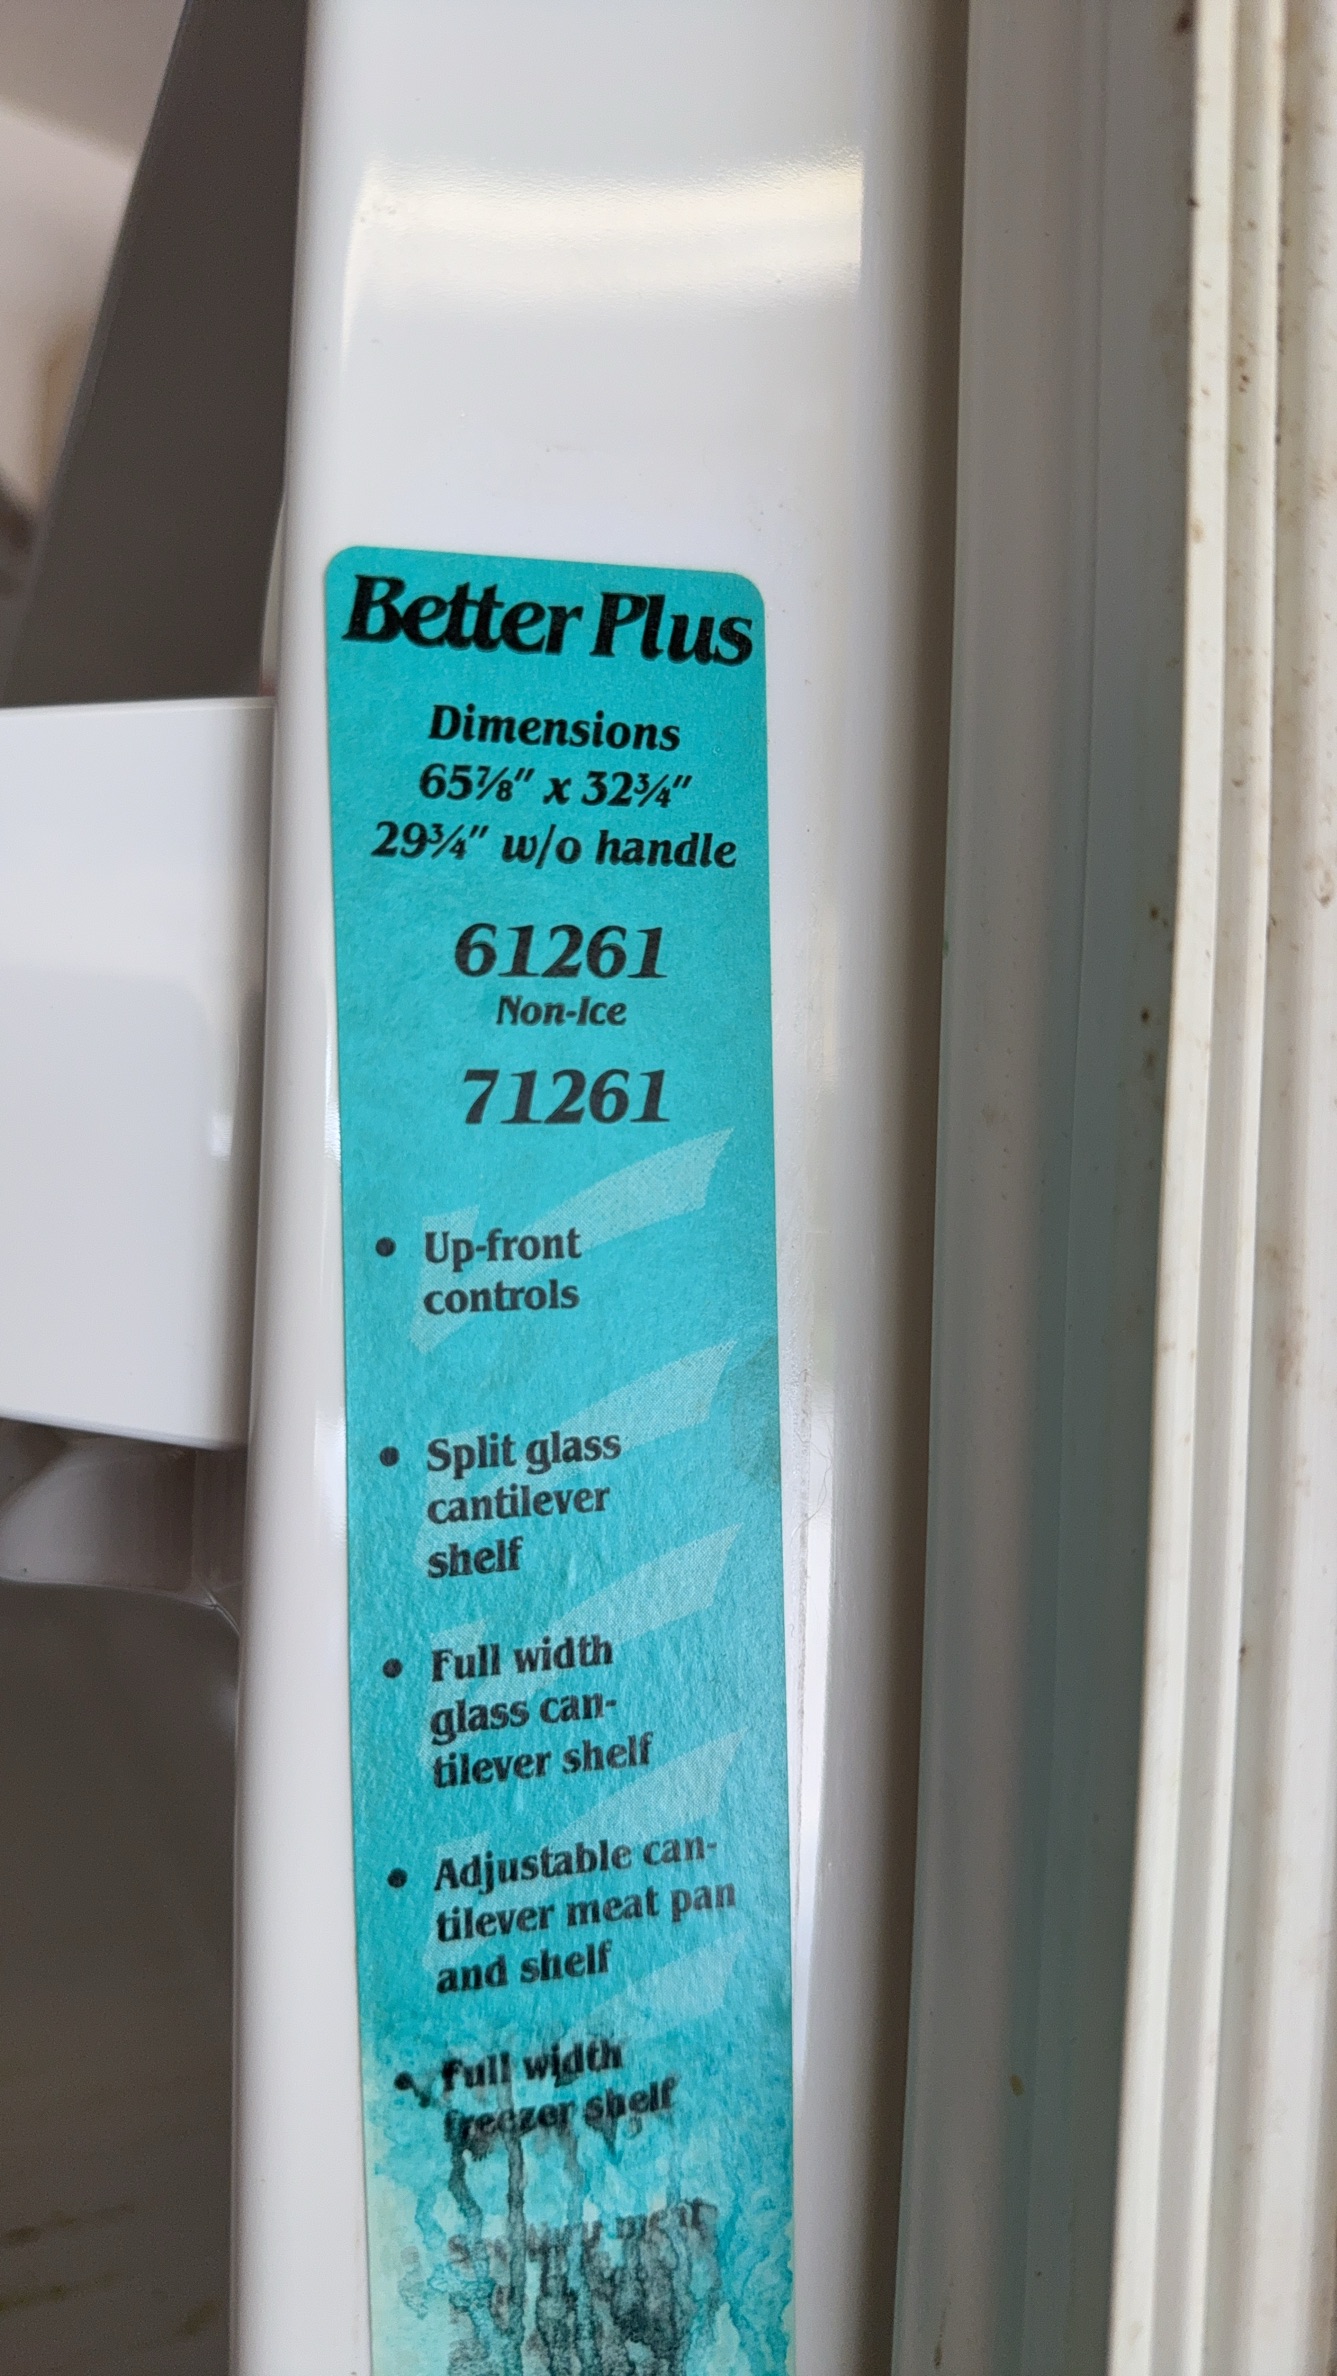 Better Plus
Dimensions
65⅞" x 32¾"
29¾" w/o handle
61261
Non-Ice
71261
• Up-front
controls
• Split glass
cantilever
shelf
• Full width
glass can-
tilever shelf
• Adjustable can-
tilever meat pan
and shelf
• Full width
freezer shelf
meat